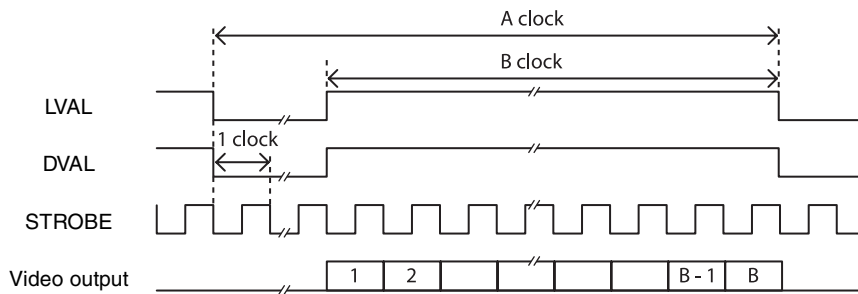 A clock
B clock
LVAL
1 clock
DVAL
STROBE
Video output
1 2 B - 1 B